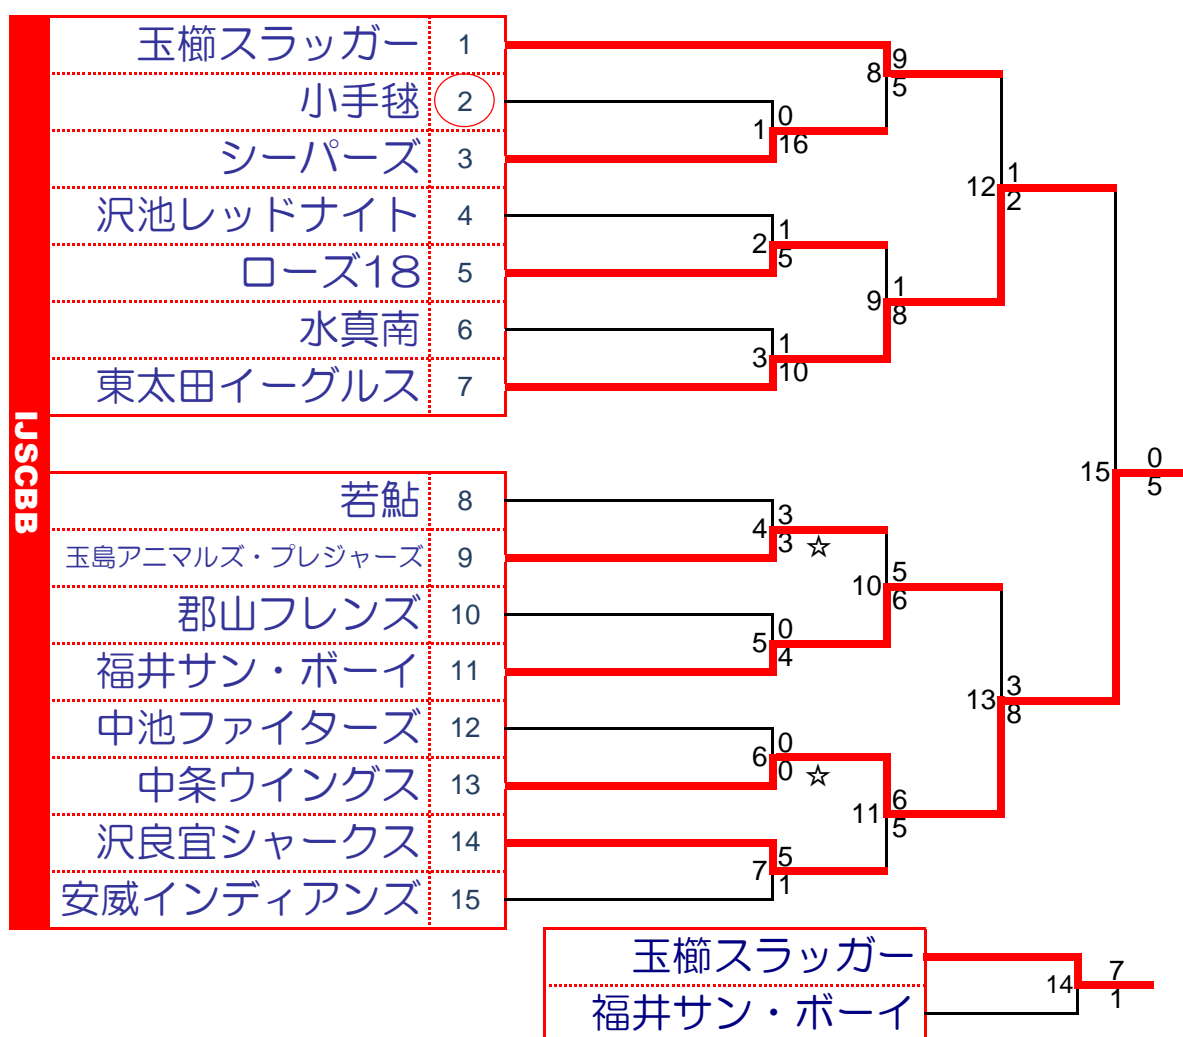 玉櫛スラッガー 1
小手毬 2
シーパーズ 3
沢池レッドナイト 4
ローズ18 5
水真南 6
東太田イーグルス 7
IJSCBB
若鮎 8
玉島アニマルズ・プレジャーズ 9
郡山フレンズ 10
福井サン・ボーイ 11
中池ファイターズ 12
中条ウイングス 13
沢良宜シャークス 14
安威インディアンズ 15
1 0 16
2 1 5
3 1 10
4 3 3 ☆
5 0 4
6 0 0 ☆
7 5 1
8 9 5
9 1 8
10 5 6
11 6 5
12 1 2
13 3 8
15 0 5
玉櫛スラッガー
福井サン・ボーイ
14 7 1